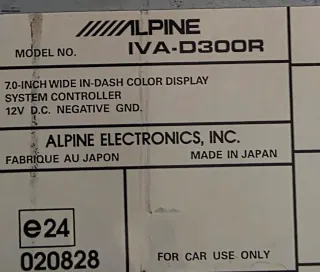 ALPINE
MODEL NO. IVA-D300R
7.0-INCH WIDE IN-DASH COLOR DISPLAY
SYSTEM CONTROLLER
12V D.C. NEGATIVE GND.
ALPINE ELECTRONICS, INC.
FABRIQUE AU JAPON MADE IN JAPAN
e24
020828 FOR CAR USE ONLY